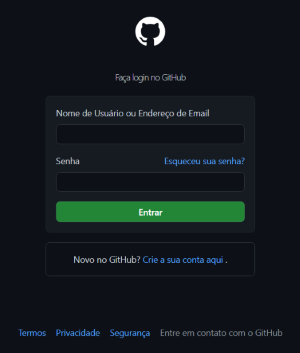 Faça login no GitHub
Nome de Usuário ou Endereço de Email
Senha Esqueceu sua senha?
Entrar
Novo no GitHub? Crie a sua conta aqui .
Termos Privacidade Segurança Entre em contato com o GitHub